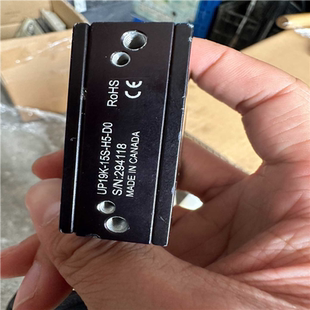 UP19K-15S-H5-D0
S/N:294118
MADE IN CANADA
RoHS
CE